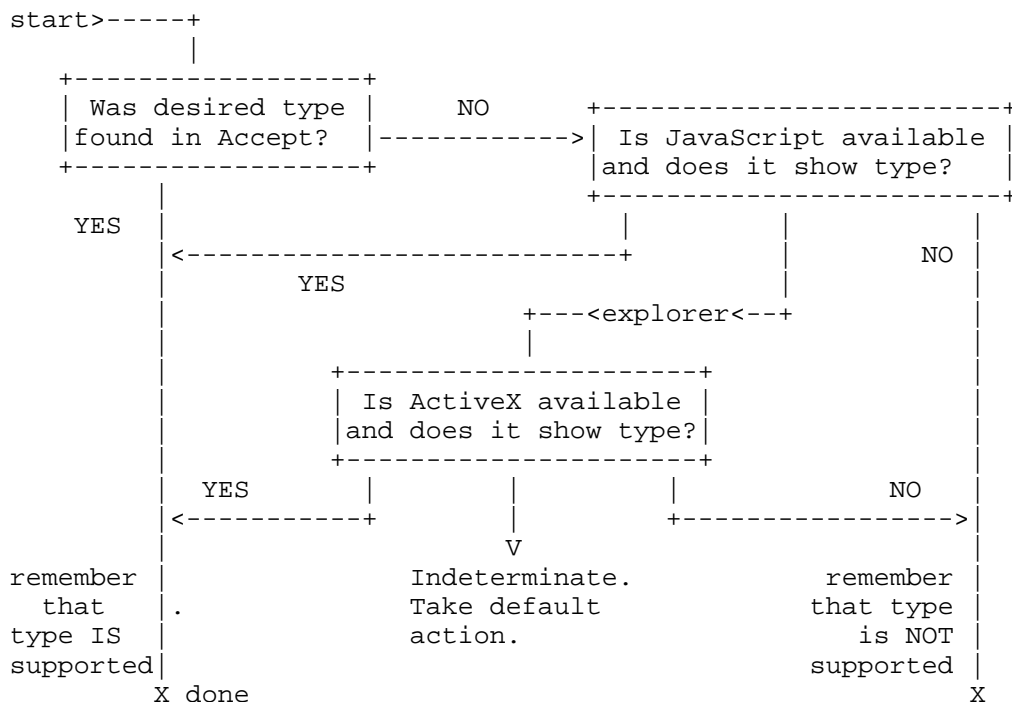 start>-----+
|
+------------------+
| Was desired type |      NO      +--------------------------+
|found in Accept?  |------------->| Is JavaScript available |
+------------------+              |and does it show type?   |
|                                 +--------------------------+
YES |                             |         |           |
|<---------------------------+          |        NO |
|        YES                             |           |
|                      +---<explorer<--+           |
|                      |                           |
|          +----------------------+                |
|          | Is ActiveX available |                |
|          |and does it show type?|                |
|          +----------------------+                |
|  YES       |        |         |             NO |
|<-----------+        |         +----------------->|
|                     V                            |
remember |               Indeterminate.            remember |
that |.              Take default             that type |
type IS |               action.                      is NOT |
supported|                                        supported |
X done                                                   X